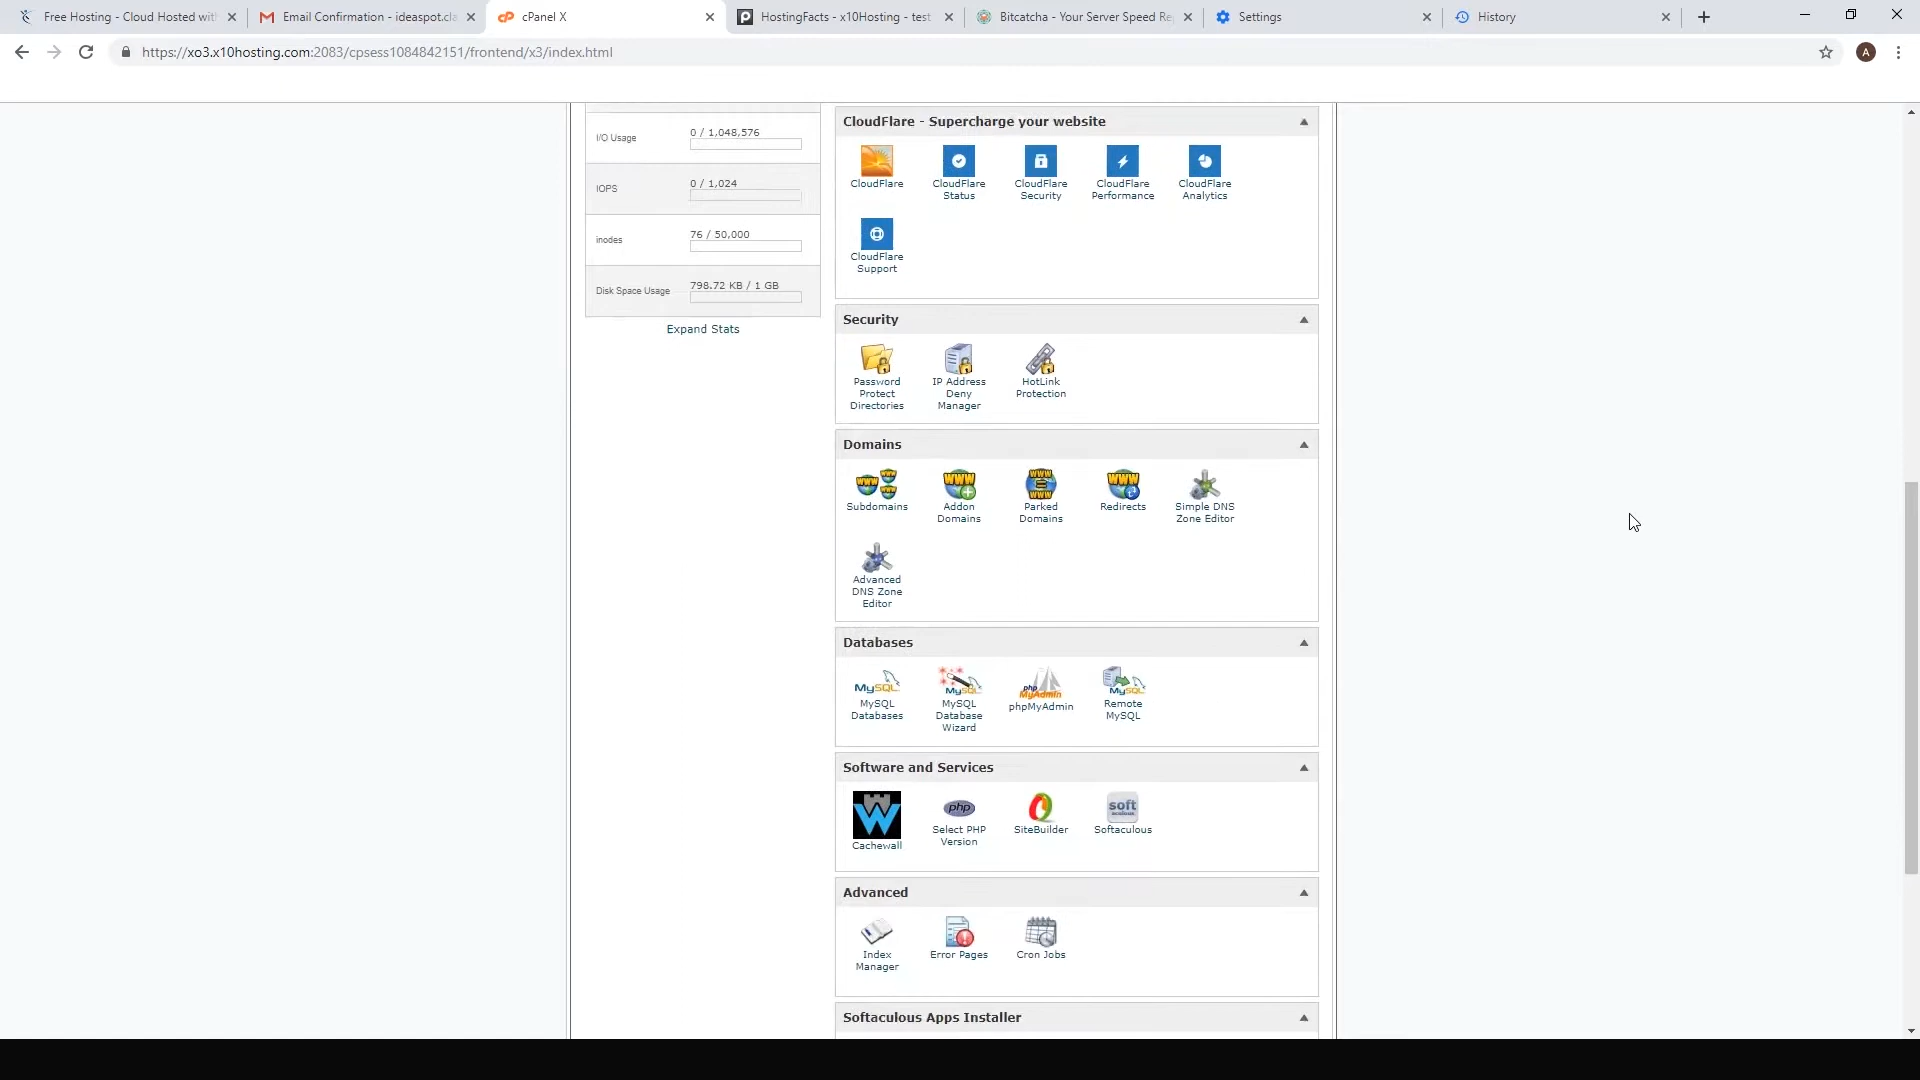 Free Hosting - Cloud Hosted with
Email Confirmation - ideaspot.cla
cPanel X
HostingFacts - x10Hosting - test
Bitcatcha - Your Server Speed Re
Settings
History
https://xo3.x10hosting.com:2083/cpsess1084842151/frontend/x3/index.html
A
I/O Usage
0 / 1,048,576
IOPS
0 / 1,024
inodes
76 / 50,000
Disk Space Usage
798.72 KB / 1 GB
Expand Stats
CloudFlare - Supercharge your website
CloudFlare
CloudFlare
Status
CloudFlare
Security
CloudFlare
Performance
CloudFlare
Analytics
CloudFlare
Support
Security
Password
Protect
Directories
IP Address
Deny
Manager
HotLink
Protection
Domains
Subdomains
Addon
Domains
Parked
Domains
Redirects
Simple DNS
Zone Editor
Advanced
DNS Zone
Editor
Databases
MySQL
Databases
MySQL
Database
Wizard
phpMyAdmin
Remote
MySQL
Software and Services
Cachewall
php
Select PHP
Version
SiteBuilder
soft
Softaculous
Advanced
Index
Manager
Error Pages
Cron Jobs
Softaculous Apps Installer